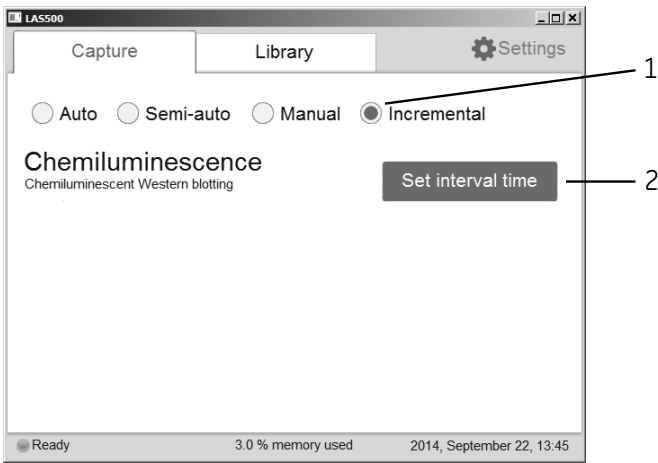 LAS500
Capture
Library
Settings
1
Auto
Semi-auto
Manual
Incremental
Chemiluminescence
Chemiluminescent Western blotting
Set interval time
2
Ready
3.0 % memory used
2014, September 22, 13:45